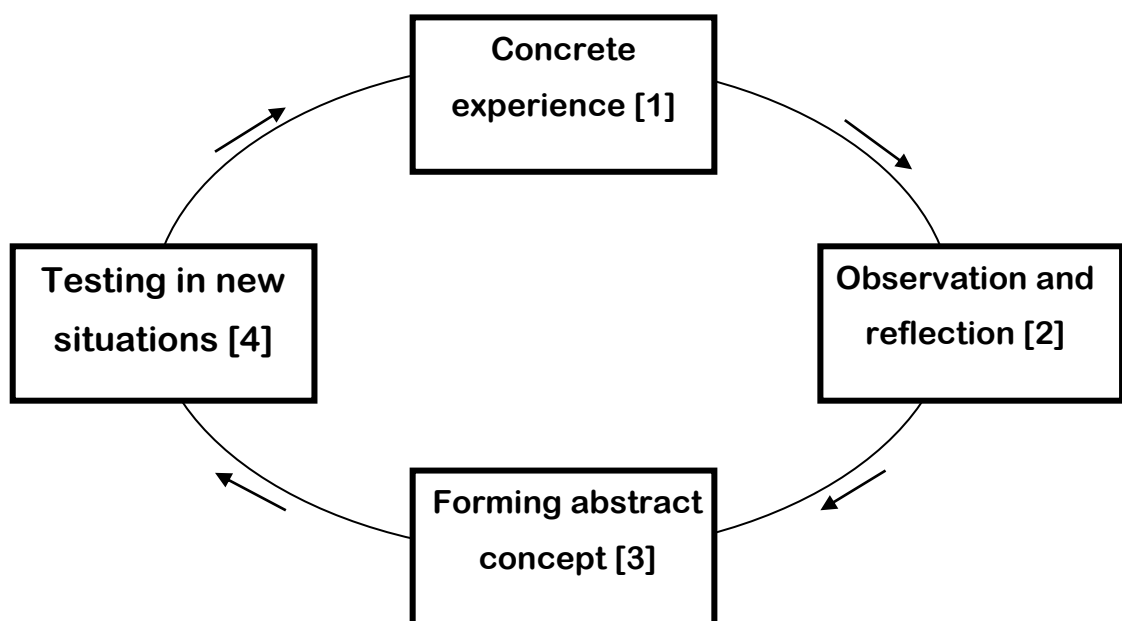 Concrete
experience [1]
Observation and
reflection [2]
Forming abstract
concept [3]
Testing in new
situations [4]